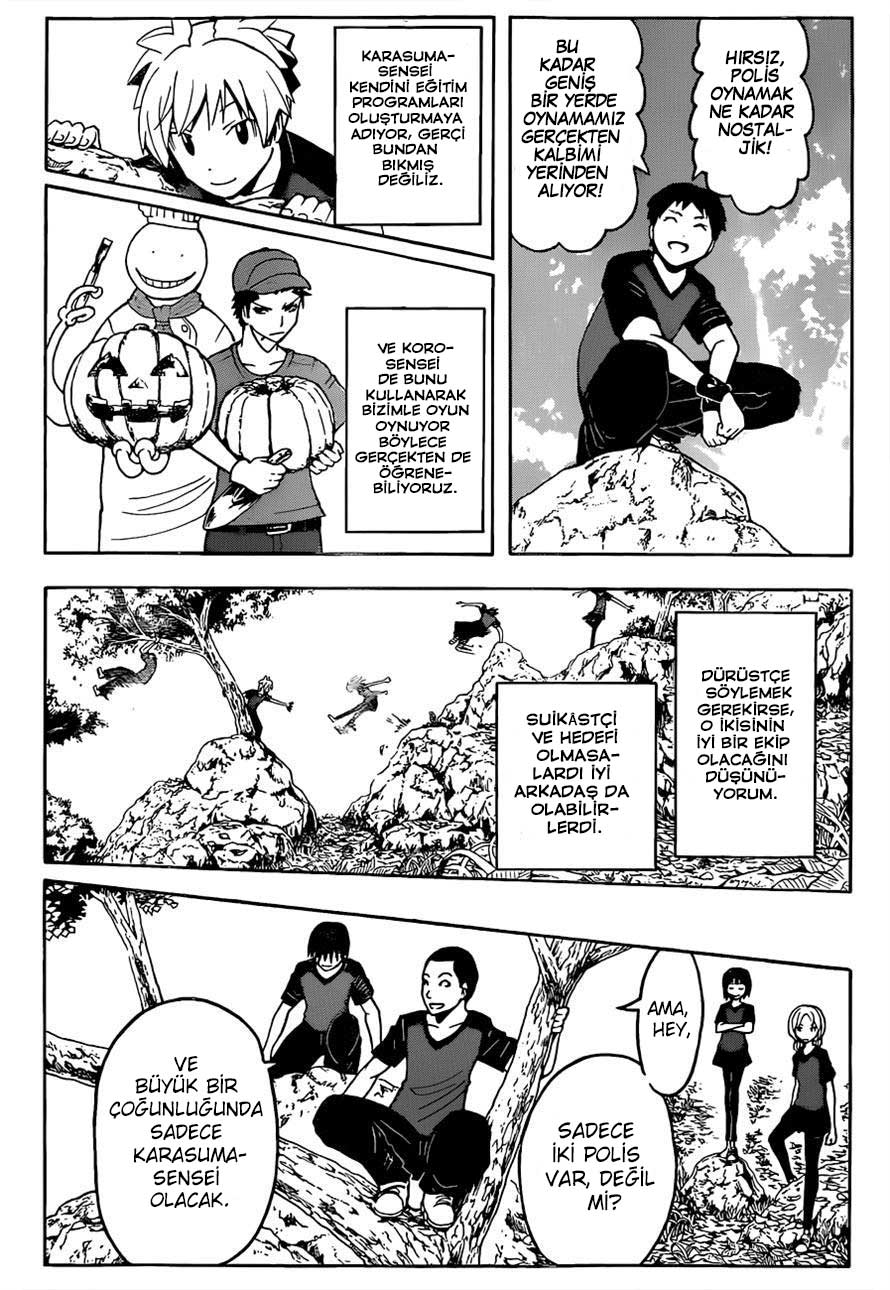 HIRSIZ,
POLİS
OYNAMAK
NE KADAR
NOSTAL-
JİK!
BU
KADAR
GENİŞ
BİR YERDE
OYNAMAMIZ
GERÇEKTEN
KALBİMİ
YERİNDEN
ALIYOR!
KARASUMA-
SENSEİ
KENDİNİ EĞİTİM
PROGRAMLARI
OLUŞTURMAYA
ADIYOR, GERÇİ
BUNDAN
BIKMIŞ
DEĞİLİZ.
VE KORO-
SENSEİ
DE BUNU
KULLANARAK
BİZİMLE OYUN
OYNUYOR
BÖYLECE
GERÇEKTEN DE
ÖĞRENE-
BİLİYORUZ.
DÜRÜSTÇE
SÖYLEMEK
GEREKİRSE,
O İKİSİNİN
İYİ BİR EKİP
OLACAĞINI
DÜŞÜNÜ-
YORUM.
SUİKÂSTÇİ
VE HEDEFİ
OLMASA-
LARDI İYİ
ARKADAŞ DA
OLABİLİR-
LERDİ.
AMA,
HEY,
SADECE
İKİ POLİS
VAR, DEĞİL
Mİ?
VE
BÜYÜK BİR
ÇOĞUNLUĞUNDA
SADECE
KARASUMA-
SENSEİ
OLACAK.